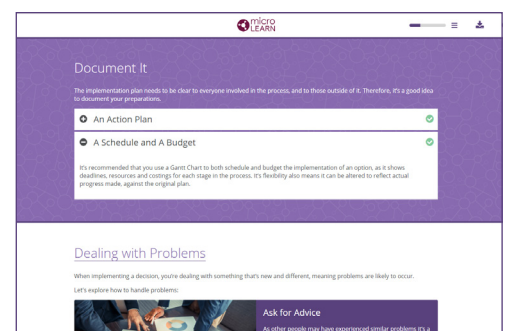 micro
LEARN
Document It
The implementation plan needs to be clear to everyone involved in the process, and to those outside of it. Therefore, it's a good idea
to document your preparations.
An Action Plan
A Schedule and A Budget
It's recommended that you use a Gantt Chart to both schedule and budget the implementation of an option, as it shows
deadlines, resources and costings for each stage in the process. It's flexibility also means it can be altered to reflect actual
progress made, against the original plan.
Dealing with Problems
When implementing a decision, you're dealing with something that's new and different, meaning problems are likely to occur.
Let's explore how to handle problems:
Ask for Advice
As other people may have experienced similar problems it's a